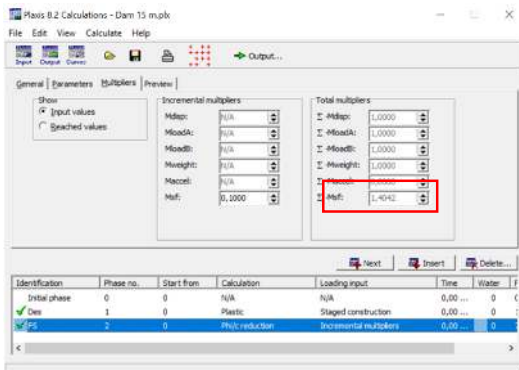 Plaxis 8.2 Calculations - Dam 15 m.plx
File Edit View Calculate Help
Input Output Curves Output...
General Parameters Multipliers Preview
Show
Input values
Reached values
Incremental multipliers
Mdisp: N/A
MloadA: N/A
MloadB: N/A
Mweight: N/A
Maccel: N/A
Msf: 0,1000
Total multipliers
Σ -Mdisp: 1,0000
Σ -MloadA: 1,0000
Σ -MloadB: 1,0000
Σ -Mweight: 1,0000
Σ -Maccel:
Σ -Msf: 1,4042
Next Insert Delete...
Identification Phase no. Start from Calculation Loading input Time Water F
Initial phase 0 0 N/A N/A 0,00 ... 0
Des 1 0 Plastic Staged construction 0,00 ... 0
FS 2 0 Phi/c reduction Incremental multipliers 0,00 ... 0